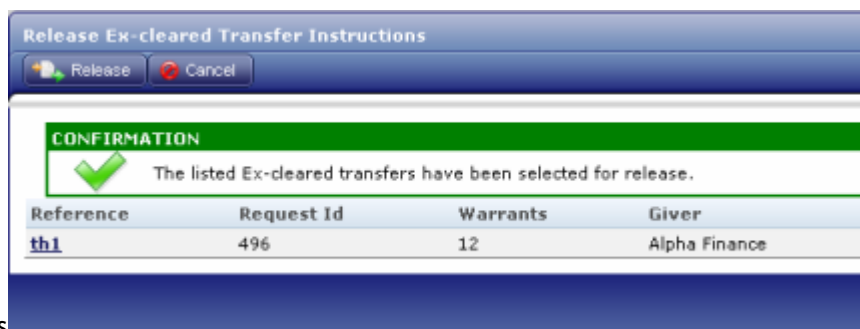 Release Ex-cleared Transfer Instructions
Release Cancel
CONFIRMATION
The listed Ex-cleared transfers have been selected for release.
Reference Request Id Warrants Giver
th1 496 12 Alpha Finance
s